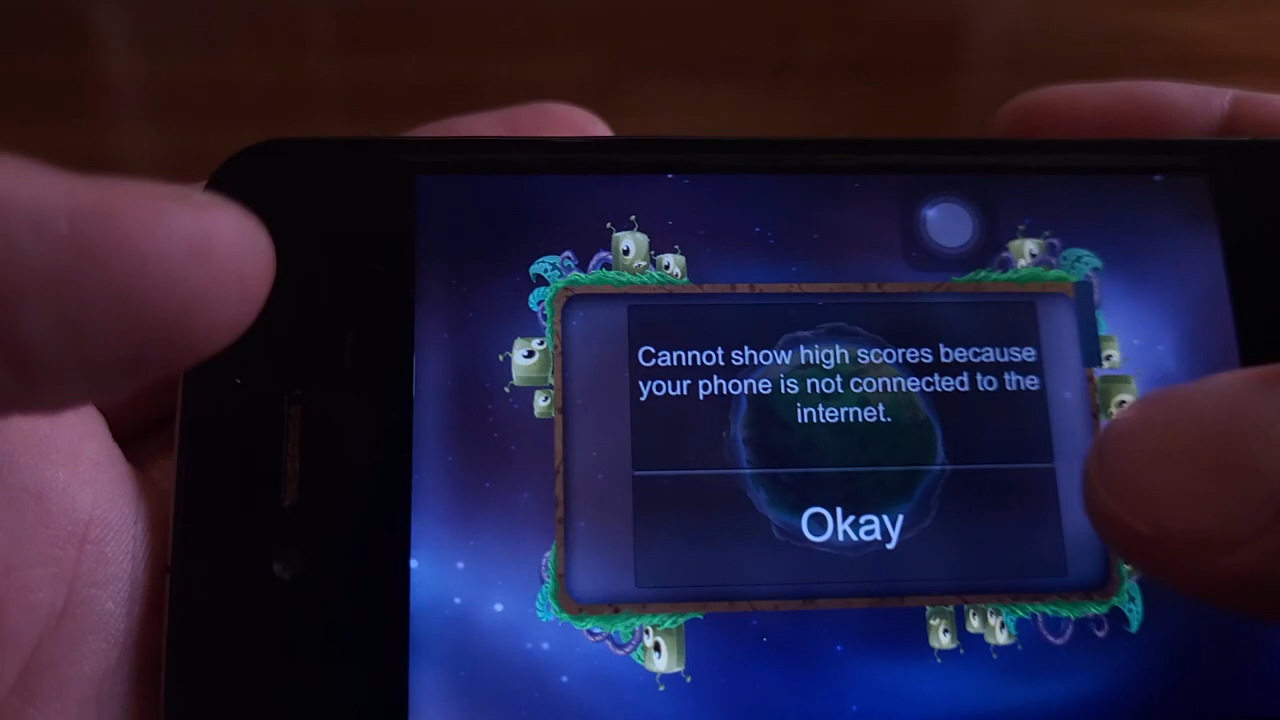 Cannot show high scores because
your phone is not connected to the
internet.
Okay